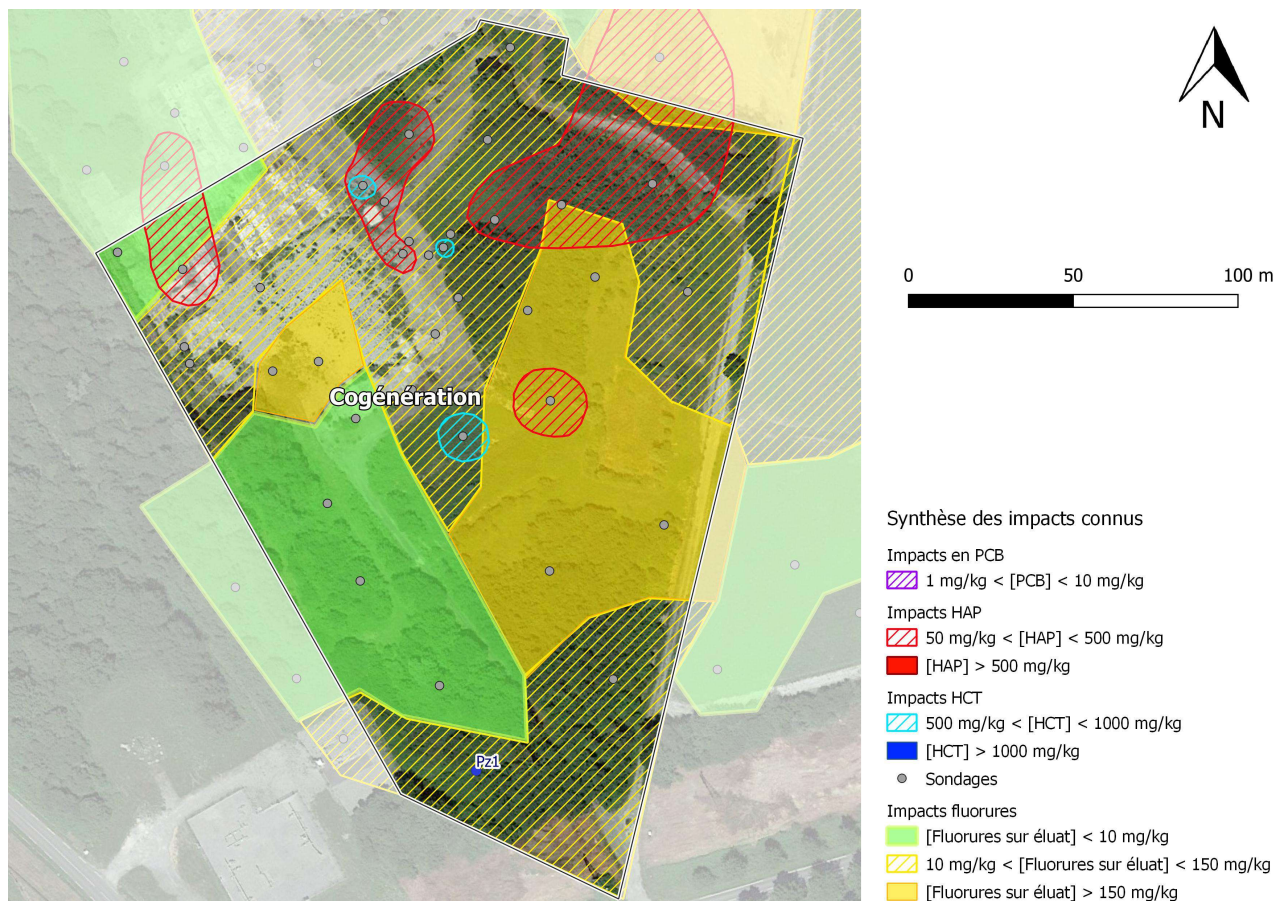 N
0 50 100 m
Cogénération
Pz1
Synthèse des impacts connus
Impacts en PCB
1 mg/kg < [PCB] < 10 mg/kg
Impacts HAP
50 mg/kg < [HAP] < 500 mg/kg
[HAP] > 500 mg/kg
Impacts HCT
500 mg/kg < [HCT] < 1000 mg/kg
[HCT] > 1000 mg/kg
Sondages
Impacts fluorures
[Fluorures sur éluat] < 10 mg/kg
10 mg/kg < [Fluorures sur éluat] < 150 mg/kg
[Fluorures sur éluat] > 150 mg/kg